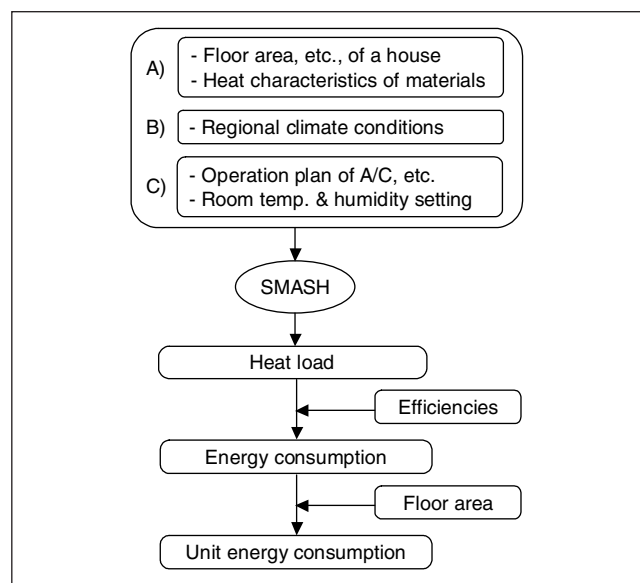 A)
- Floor area, etc., of a house
- Heat characteristics of materials
B)
- Regional climate conditions
C)
- Operation plan of A/C, etc.
- Room temp. & humidity setting
SMASH
Heat load
Efficiencies
Energy consumption
Floor area
Unit energy consumption